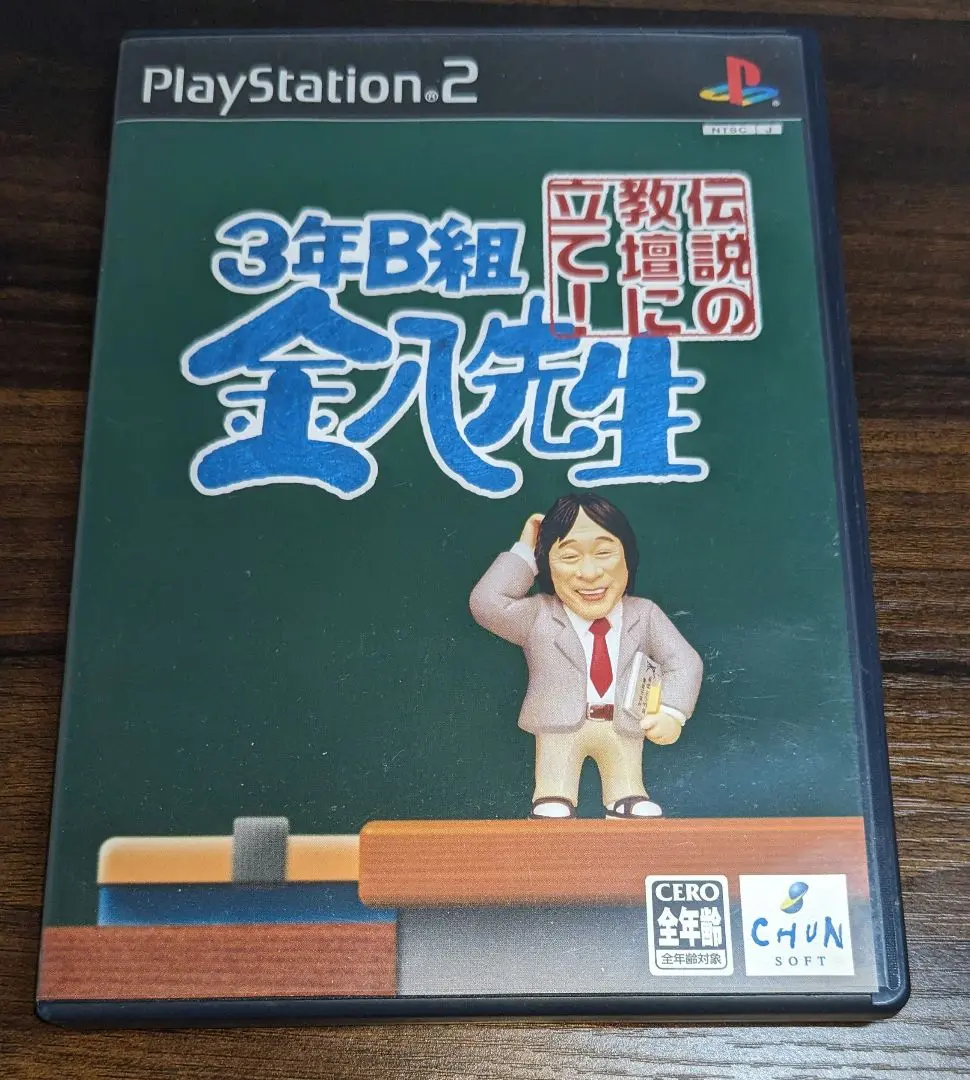 PlayStation®2
NTSC J
伝説の
教壇に
立て!
3年B組
金八先生
CERO
全年齢
全年齢対象
CHUN
SOFT